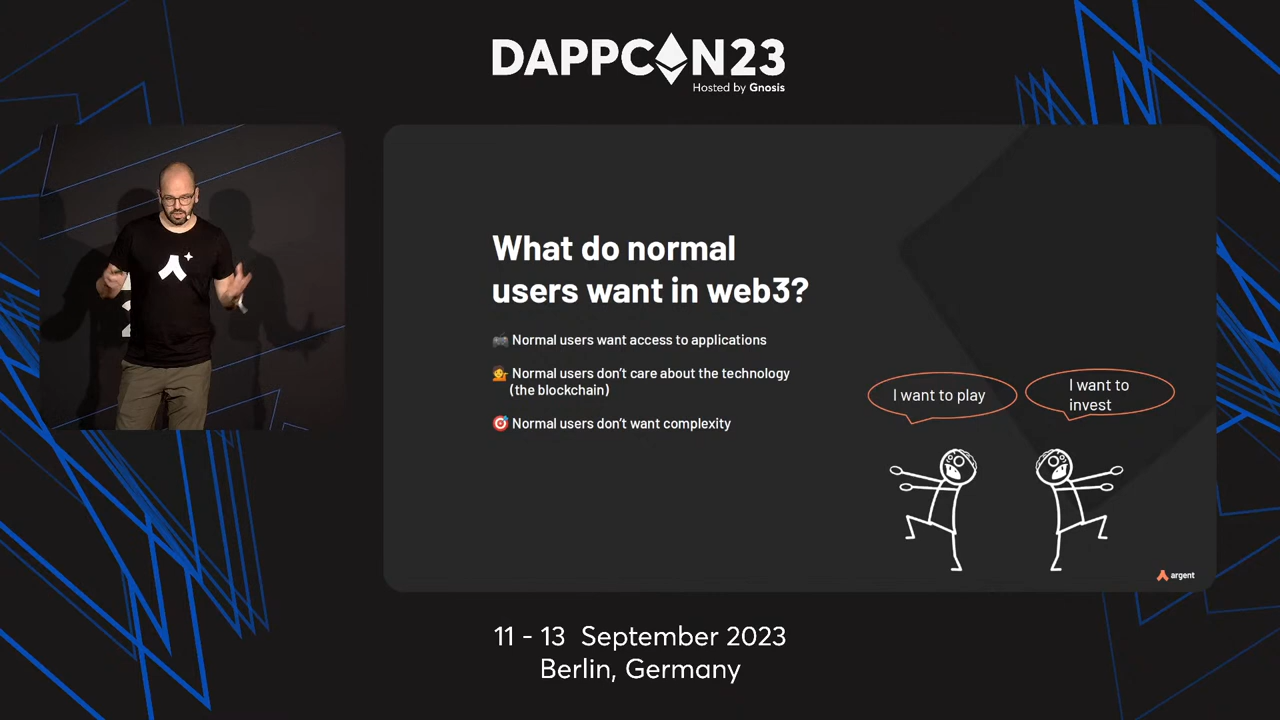 DAPPCON23
Hosted by Gnosis
What do normal
users want in web3?
🎮 Normal users want access to applications
💁 Normal users don't care about the technology
(the blockchain)
🎯 Normal users don't want complexity
I want to play
I want to
invest
argent
11 - 13 September 2023
Berlin, Germany